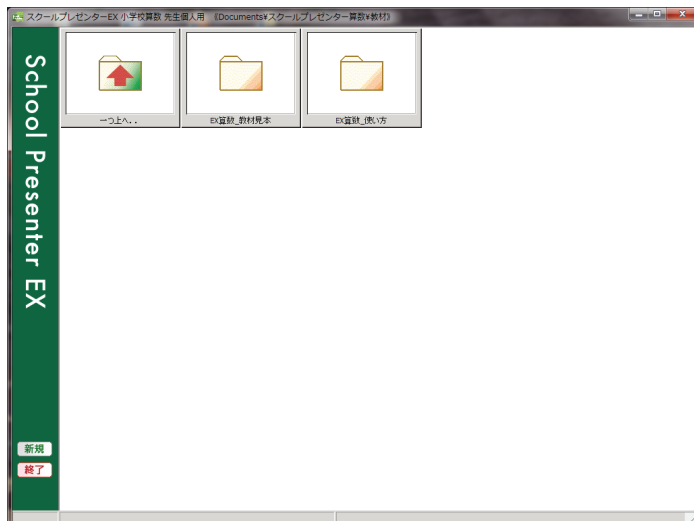 スクールプレゼンターEX 小学校算数 先生個人用 《Documents¥スクールプレゼンター算数¥教材》
一つ上へ..
EX算数_教材見本
EX算数_使い方
School Presenter EX
新規
終了